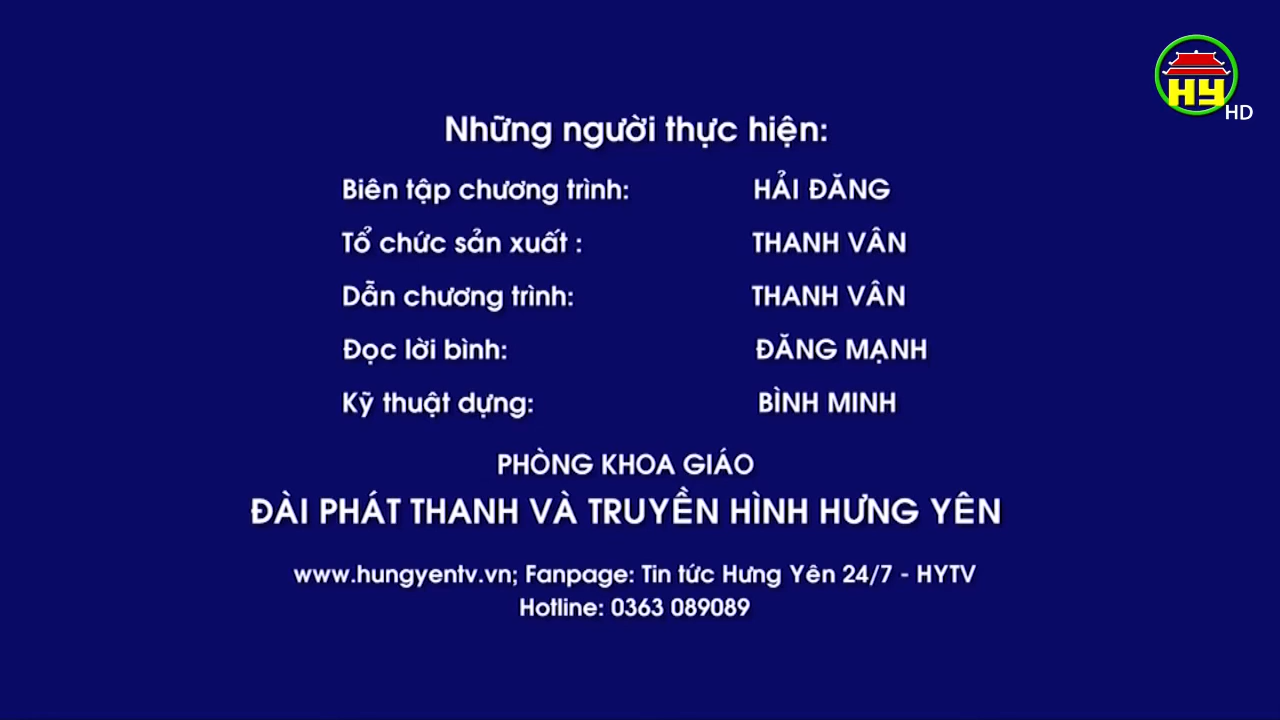 HY
HD
Những người thực hiện:
Biên tập chương trình: HẢI ĐĂNG
Tổ chức sản xuất : THANH VÂN
Dẫn chương trình: THANH VÂN
Đọc lời bình: ĐĂNG MẠNH
Kỹ thuật dựng: BÌNH MINH
PHÒNG KHOA GIÁO
ĐÀI PHÁT THANH VÀ TRUYỀN HÌNH HƯNG YÊN
www.hungyentv.vn; Fanpage: Tin tức Hưng Yên 24/7 - HYTV
Hotline: 0363 089089